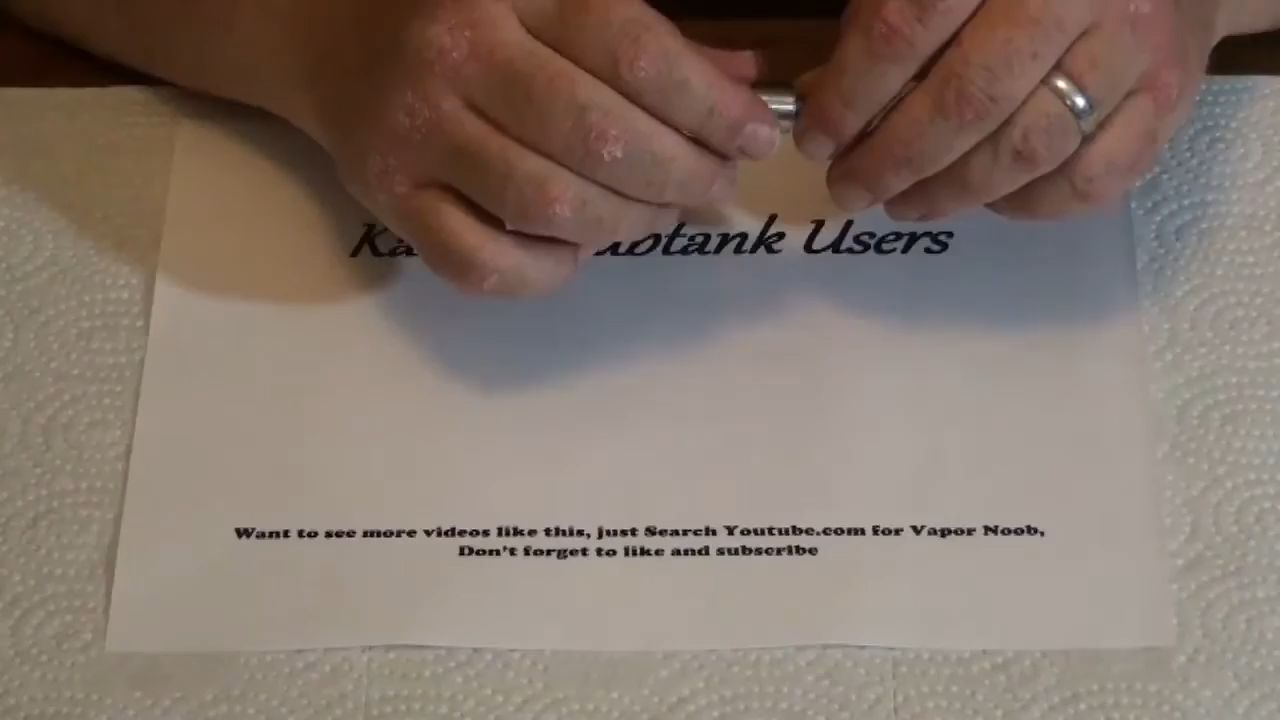 Users
Want to see more videos like this, just Search Youtube.com for Vapor Noob,
Don't forget to like and subscribe